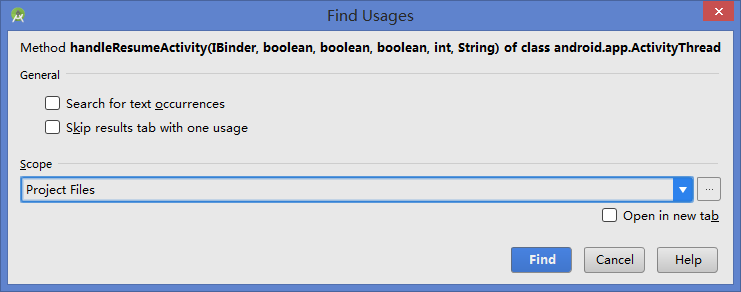 Find Usages
Method handleResumeActivity(IBinder, boolean, boolean, boolean, int, String) of class android.app.ActivityThread
General
Search for text occurrences
Skip results tab with one usage
Scope
Project Files
...
Open in new tab
Find Cancel Help